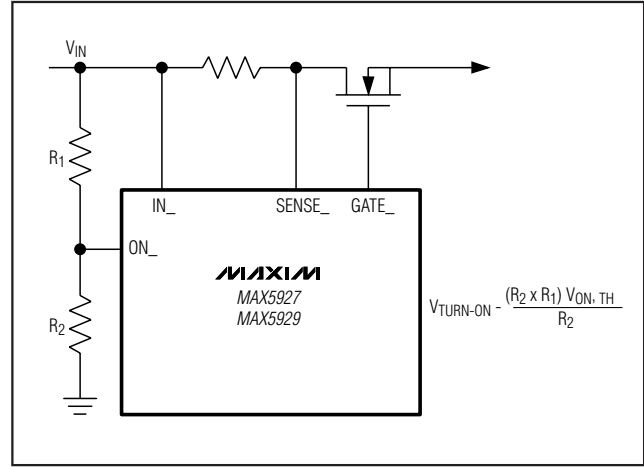 VIN
R1
IN_
SENSE_
GATE_
ON_
MAXIM
MAX5927
MAX5929
R2
VTURN-ON - (R2 x R1) VON, TH
R2